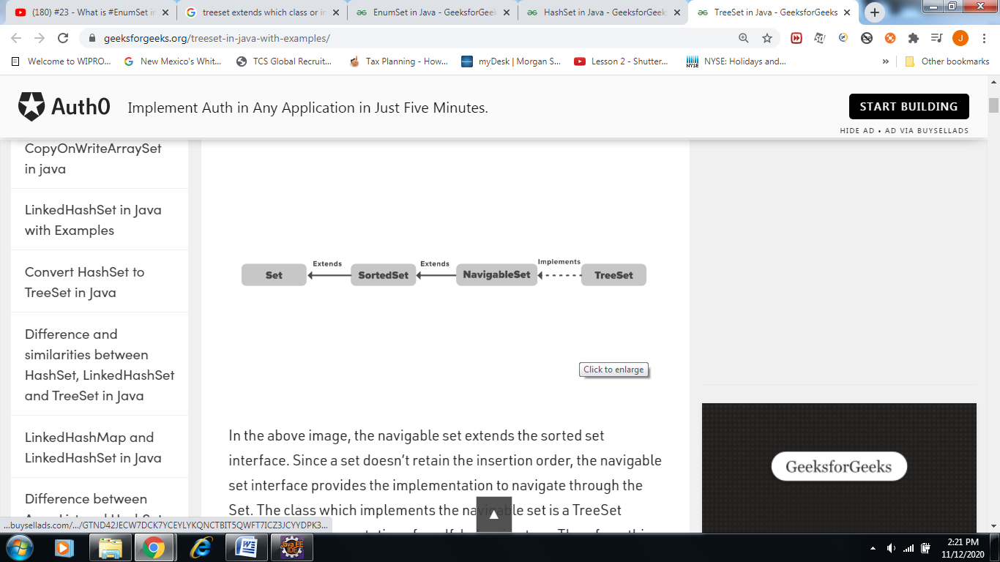 (180) #23 - What is #EnumSet in
treeset extends which class or in
EnumSet in Java - GeeksforGeek
HashSet in Java - GeeksforGeeks
TreeSet in Java - GeeksforGeeks
geeksforgeeks.org/treeset-in-java-with-examples/
J
Welcome to WIPRO...
New Mexico's Whit...
TCS Global Recruit...
Tax Planning - How...
myDesk | Morgan S...
Lesson 2 - Shutter...
NYSE
NYSE: Holidays and...
»
Other bookmarks
Auth0
Implement Auth in Any Application in Just Five Minutes.
START BUILDING
HIDE AD • AD VIA BUYSELLADS
CopyOnWriteArraySet
in java
LinkedHashSet in Java
with Examples
Convert HashSet to
TreeSet in Java
Difference and
similarities between
HashSet, LinkedHashSet
and TreeSet in Java
LinkedHashMap and
LinkedHashSet in Java
Difference between
Extends
Extends
Implements
Set
SortedSet
NavigableSet
TreeSet
Click to enlarge
In the above image, the navigable set extends the sorted set
interface. Since a set doesn't retain the insertion order, the navigable
set interface provides the implementation to navigate through the
Set. The class which implements the navigable set is a TreeSet
GeeksforGeeks
...buysellads.com/.../GTND42JECW7DCK7YCEYLYKQNCTBIT5QWFT7ICZ3JCYYDPK3...
Java EE
IDE
2:21 PM
11/12/2020